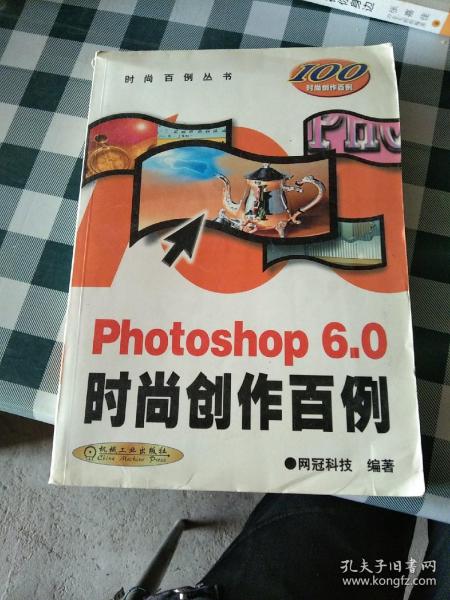 时尚百例丛书
100
时尚创作百例
Photoshop 6.0
时尚创作百例
机械工业出版社
China Machine Press
●网冠科技 编著
孔夫子旧书网
www.kongfz.com